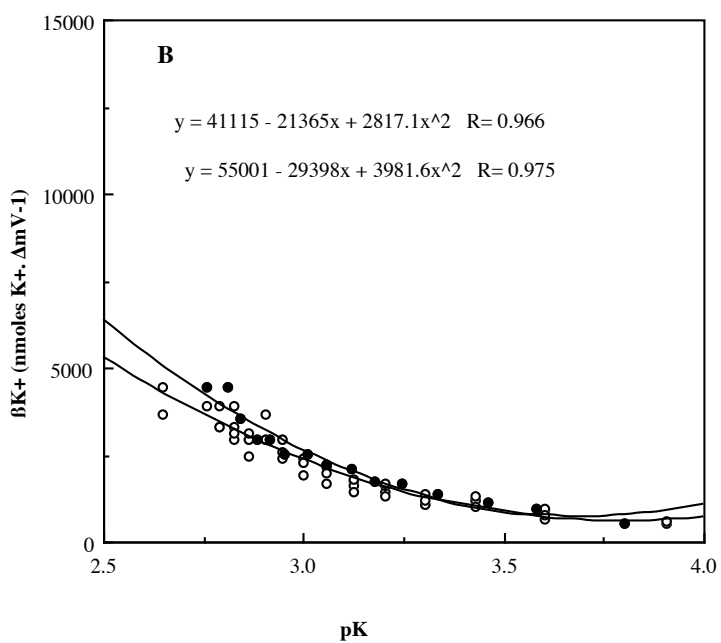 15000
B
y = 41115 - 21365x + 2817.1x^2 R= 0.966
y = 55001 - 29398x + 3981.6x^2 R= 0.975
10000
ßK+ (nmoles K+. ΔmV-1)
5000
0
2.5 3.0 3.5 4.0
pK